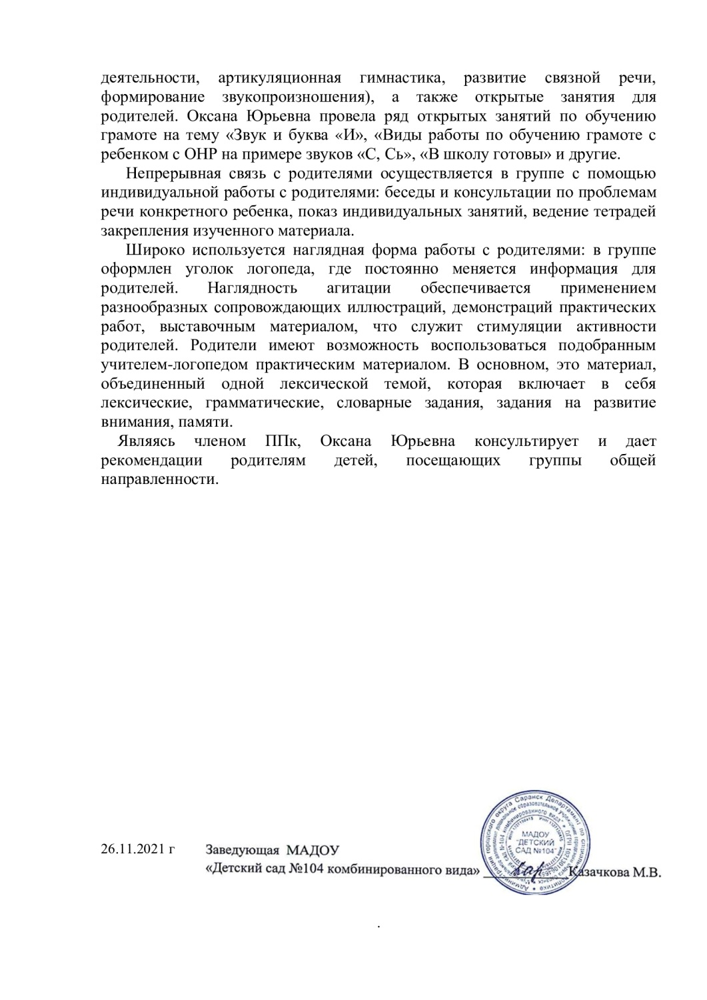 деятельности, артикуляционная гимнастика, развитие связной речи,
формирование звукопроизношения), а также открытые занятия для
родителей. Оксана Юрьевна провела ряд открытых занятий по обучению
грамоте на тему «Звук и буква «И», «Виды работы по обучению грамоте с
ребенком с ОНР на примере звуков «С, Сь», «В школу готовы» и другие.
Непрерывная связь с родителями осуществляется в группе с помощью
индивидуальной работы с родителями: беседы и консультации по проблемам
речи конкретного ребенка, показ индивидуальных занятий, ведение тетрадей
закрепления изученного материала.
Широко используется наглядная форма работы с родителями: в группе
оформлен уголок логопеда, где постоянно меняется информация для
родителей. Наглядность агитации обеспечивается применением
разнообразных сопровождающих иллюстраций, демонстраций практических
работ, выставочным материалом, что служит стимуляции активности
родителей. Родители имеют возможность воспользоваться подобранным
учителем-логопедом практическим материалом. В основном, это материал,
объединенный одной лексической темой, которая включает в себя
лексические, грамматические, словарные задания, задания на развитие
внимания, памяти.
Являясь членом ППк, Оксана Юрьевна консультирует и дает
рекомендации родителям детей, посещающих группы общей
направленности.
26.11.2021 г Заведующая МАДОУ
«Детский сад №104 комбинированного вида» Казачкова М.В.
городского округа Саранск Департамент по социальной политике • Администрация
МАДОУ
"ДЕТСКИЙ
САД №104"
.